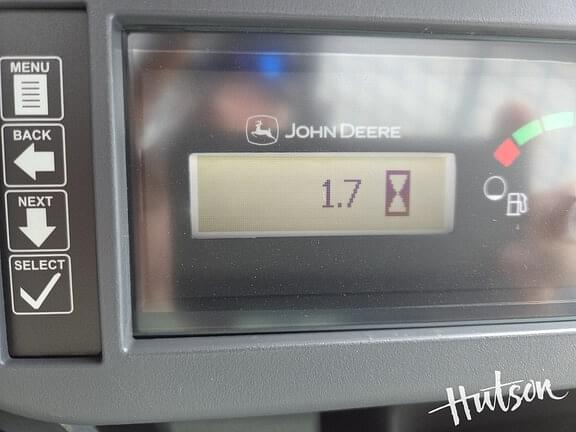 MENU
BACK
NEXT
SELECT
JOHN DEERE
1.7
Hutson